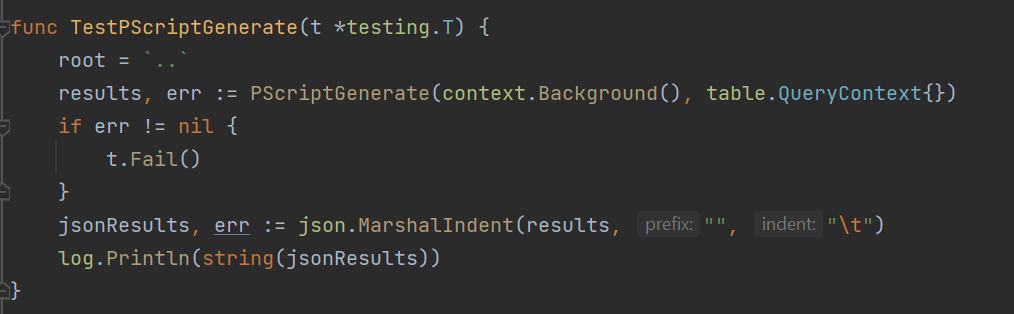 func TestPScriptGenerate(t *testing.T) {
    root = `..`
    results, err := PScriptGenerate(context.Background(), table.QueryContext{})
    if err != nil {
        t.Fail()
    }
    jsonResults, err := json.MarshalIndent(results, prefix: "", indent: "\t")
    log.Println(string(jsonResults))
}